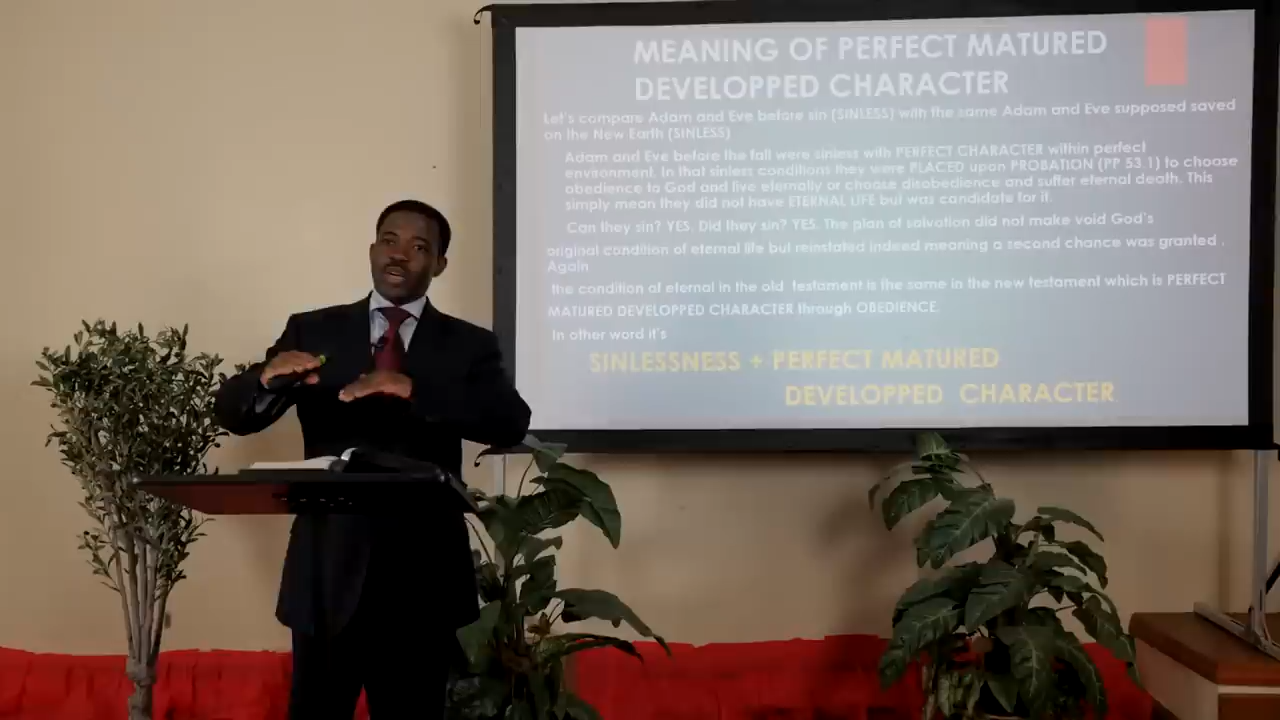 MEANING OF PERFECT MATURED
DEVELOPPED CHARACTER
Let's compare Adam and Eve before sin (SINLESS) with the same Adam and Eve supposed saved
on the New Earth (SINLESS)
Adam and Eve before the fall were sinless with PERFECT CHARACTER within perfect
environment. In that sinless conditions they were PLACED upon PROBATION (PP 53.1) to choose
obedience to God and live eternally or choose disobedience and suffer eternal death. This
simply mean they did not have ETERNAL LIFE but was candidate for it.
Can they sin? YES. Did they sin? YES. The plan of salvation did not make void God's
original condition of eternal life but reinstated indeed meaning a second chance was granted .
Again
the condition of eternal in the old testament is the same in the new testament which is PERFECT
MATURED DEVELOPPED CHARACTER through OBEDIENCE.
In other word it's
SINLESSNESS + PERFECT MATURED
DEVELOPPED CHARACTER